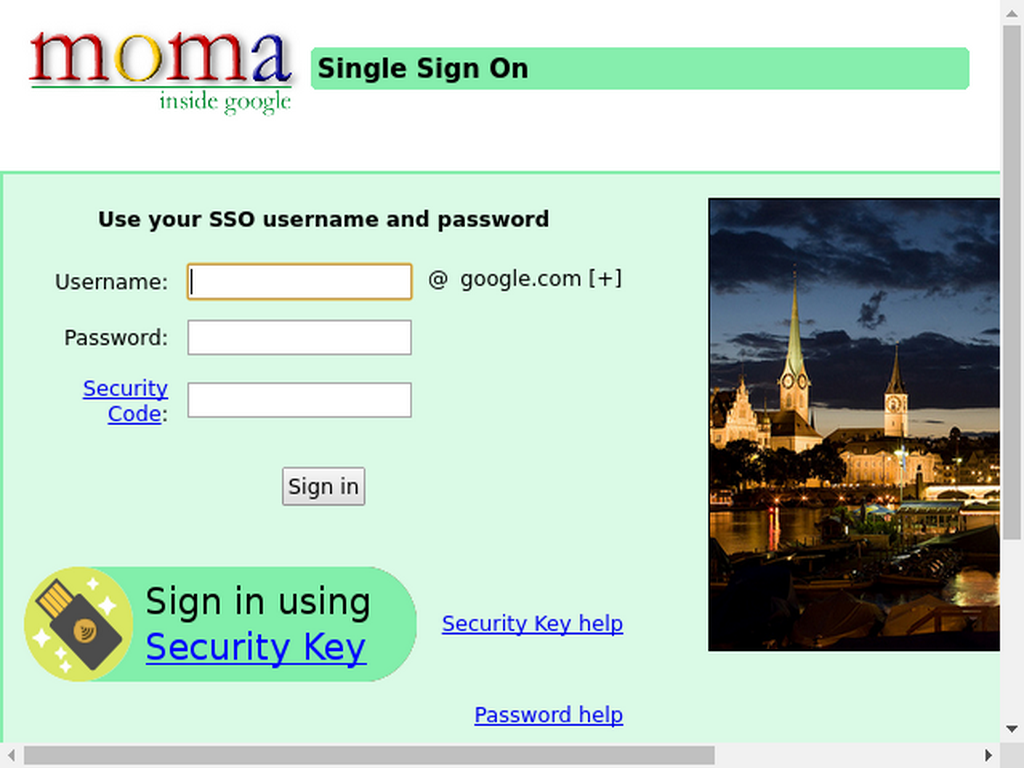 moma
inside google
Single Sign On
Use your SSO username and password
Username:
@ google.com [+]
Password:
Security
Code:
Sign in
Sign in using
Security Key
Security Key help
Password help